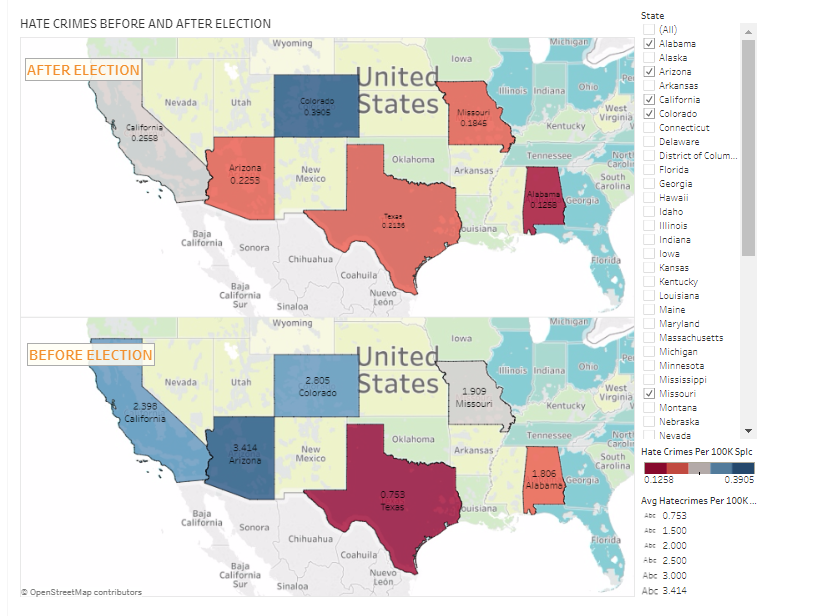 HATE CRIMES BEFORE AND AFTER ELECTION
AFTER ELECTION
Wyoming
Iowa
Michigan
United
States
Nevada
Utah
Colorado
0.3905
Illinois
Indiana
Ohio
West
Virginia
Missouri
0.1845
Kentucky
California
0.2558
Arizona
0.2253
New
Mexico
Oklahoma
Arkansas
Tennessee
South
Carolina
Texas
0.2136
Alabama
0.1258
Georgia
ouisiana
Florida
Baja
California
Sonora
Chihuahua
Coahuila
Baja
California
Sur
Sinaloa
Nuevo
León
BEFORE ELECTION
Wyoming
Iowa
Michigan
United
States
Nevada
Utah
2.805
Colorado
Illinois
Indiana
Ohio
West
Virginia
1.909
Missouri
Kentucky
2.398
California
3.414
Arizona
New
Mexico
Oklahoma
Arkansas
Tennessee
South
Carolina
0.753
Texas
1.806
Alabama
Georgia
ouisiana
Florida
Baja
California
Sonora
Chihuahua
Coahuila
Baja
California
Sur
Sinaloa
Nuevo
León
© OpenStreetMap contributors
State
(All)
Alabama
Alaska
Arizona
Arkansas
California
Colorado
Connecticut
Delaware
District of Colum...
Florida
Georgia
Hawaii
Idaho
Illinois
Indiana
Iowa
Kansas
Kentucky
Louisiana
Maine
Maryland
Massachusetts
Michigan
Minnesota
Mississippi
Missouri
Montana
Nebraska
Nevada
Hate Crimes Per 100K Splc
0.1258 0.3905
Avg Hatecrimes Per 100K...
Abc 0.753
Abc 1.500
Abc 2.000
Abc 2.500
Abc 3.000
Abc 3.414